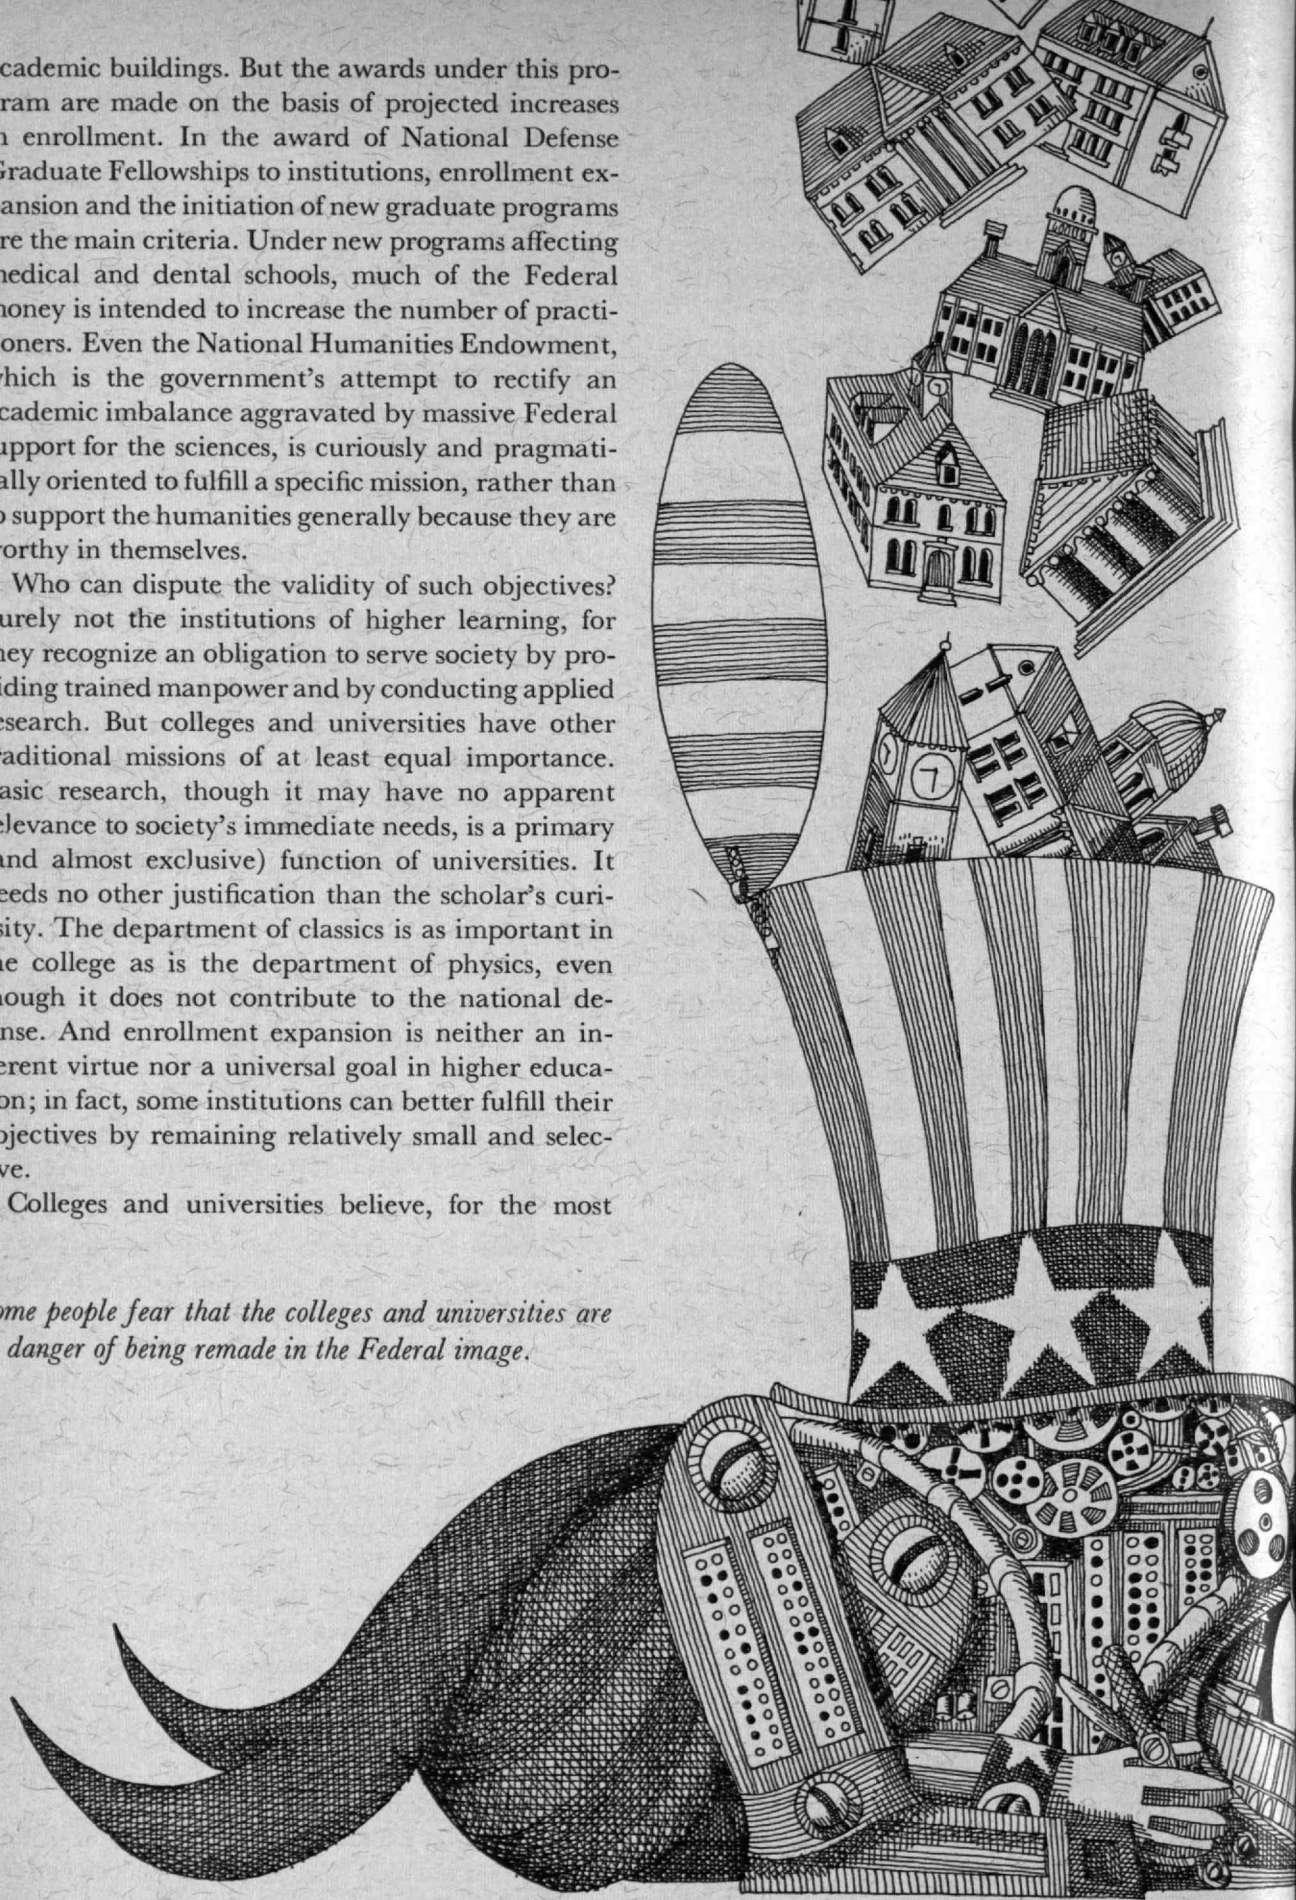 cademic buildings. But the awards under this pro-
ram are made on the basis of projected increases
n enrollment. In the award of National Defense
Graduate Fellowships to institutions, enrollment ex-
ansion and the initiation of new graduate programs
re the main criteria. Under new programs affecting
nedical and dental schools, much of the Federal
noney is intended to increase the number of practi-
oners. Even the National Humanities Endowment,
hich is the government's attempt to rectify an
cademic imbalance aggravated by massive Federal
upport for the sciences, is curiously and pragmati-
ally oriented to fulfill a specific mission, rather than
o support the humanities generally because they are
orthy in themselves.
Who can dispute the validity of such objectives?
urely not the institutions of higher learning, for
hey recognize an obligation to serve society by pro-
iding trained manpower and by conducting applied
esearch. But colleges and universities have other
raditional missions of at least equal importance.
asic research, though it may have no apparent
elevance to society's immediate needs, is a primary
and almost exclusive) function of universities. It
eeds no other justification than the scholar's curi-
sity. The department of classics is as important in
he college as is the department of physics, even
hough it does not contribute to the national de-
nse. And enrollment expansion is neither an in-
erent virtue nor a universal goal in higher educa-
on; in fact, some institutions can better fulfill their
bjectives by remaining relatively small and selec-
ve.
Colleges and universities believe, for the most
ome people fear that the colleges and universities are
danger of being remade in the Federal image.